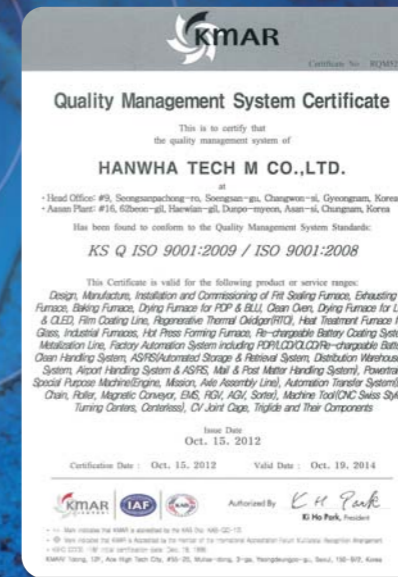 KMAR
Certificate No : RQM52
Quality Management System Certificate
This is to certify that
the quality management system of
HANWHA TECH M CO.,LTD.
at
- Head Office: #9, Seongsanpachong-ro, Seongsan-gu, Changwon-si, Gyeongnam, Korea
- Aasan Plant: #16, 62beon-gil, Haewian-gil, Dunpo-myeon, Asan-si, Chungnam, Korea
Has been found to conform to the Quality Management System Standards:
KS Q ISO 9001:2009 / ISO 9001:2008
This Certificate is valid for the following product or service ranges:
Design, Manufacture, Installation and Commissioning of Frit Sealing Furnace, Exhausting
Furnace, Baking Furnace, Drying Furnace for PDP & BLU, Clean Oven, Drying Furnace for L
& OLED, Film Coating Line, Regenerative Thermal Oxidizer(RTO), Heat Treatment Furnace
Glass, Industrial Furnaces, Hot Press Forming Furnace, Re-chargeable Battery Coating Syste
Metalization Line, Factory Automation System including PDP/LCD/OLED/Re-chargeable Batte
Clean Handling System, AS/RS(Automated Storage & Retrieval System, Distribution Warehous
System, Airport Handling System & AS/RS, Mail & Post Matter Handling System), Powertra
Special Purpose Machine(Engine, Mission, Axle Assembly Line), Automation Transfer System(
Chain, Roller, Magnetic Conveyor, EMS, RGV, AGV, Sorter), Machine Tool(CNC Swiss Style
Turning Centers, Centerless), CV Joint Cage, Triglide and Their Components
Issue Date
Oct. 15. 2012
Certification Date : Oct. 15. 2012 Valid Date : Oct. 19. 2014
KMAR IAF KAB Authorized By K H Park
Ki Ho Park, President